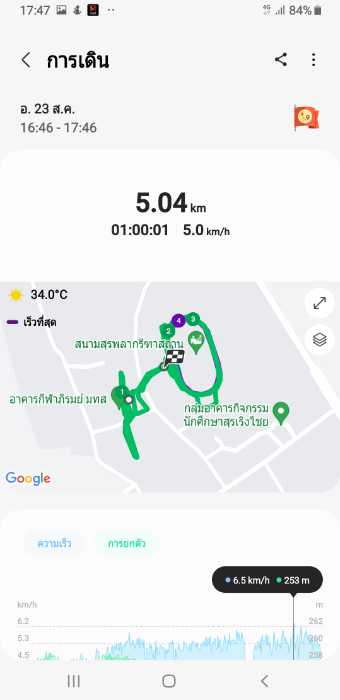 17:47
4G
84%
การเดิน
อ. 23 ส.ค.
16:46 - 17:46
5.04 km
01:00:01 5.0 km/h
34.0°C
เร็วที่สุด
4
3
2
สนามสุรพลากรีฑาสถาน
1
อาคารกีฬาภิรมย์ มทส
กลุ่มอาคารกิจกรรม
นักศึกษาสุรเริงไชย
Google
ความเร็ว
การยกตัว
6.5 km/h 253 m
km/h
m
6.2
262
5.3
260
4.5
258